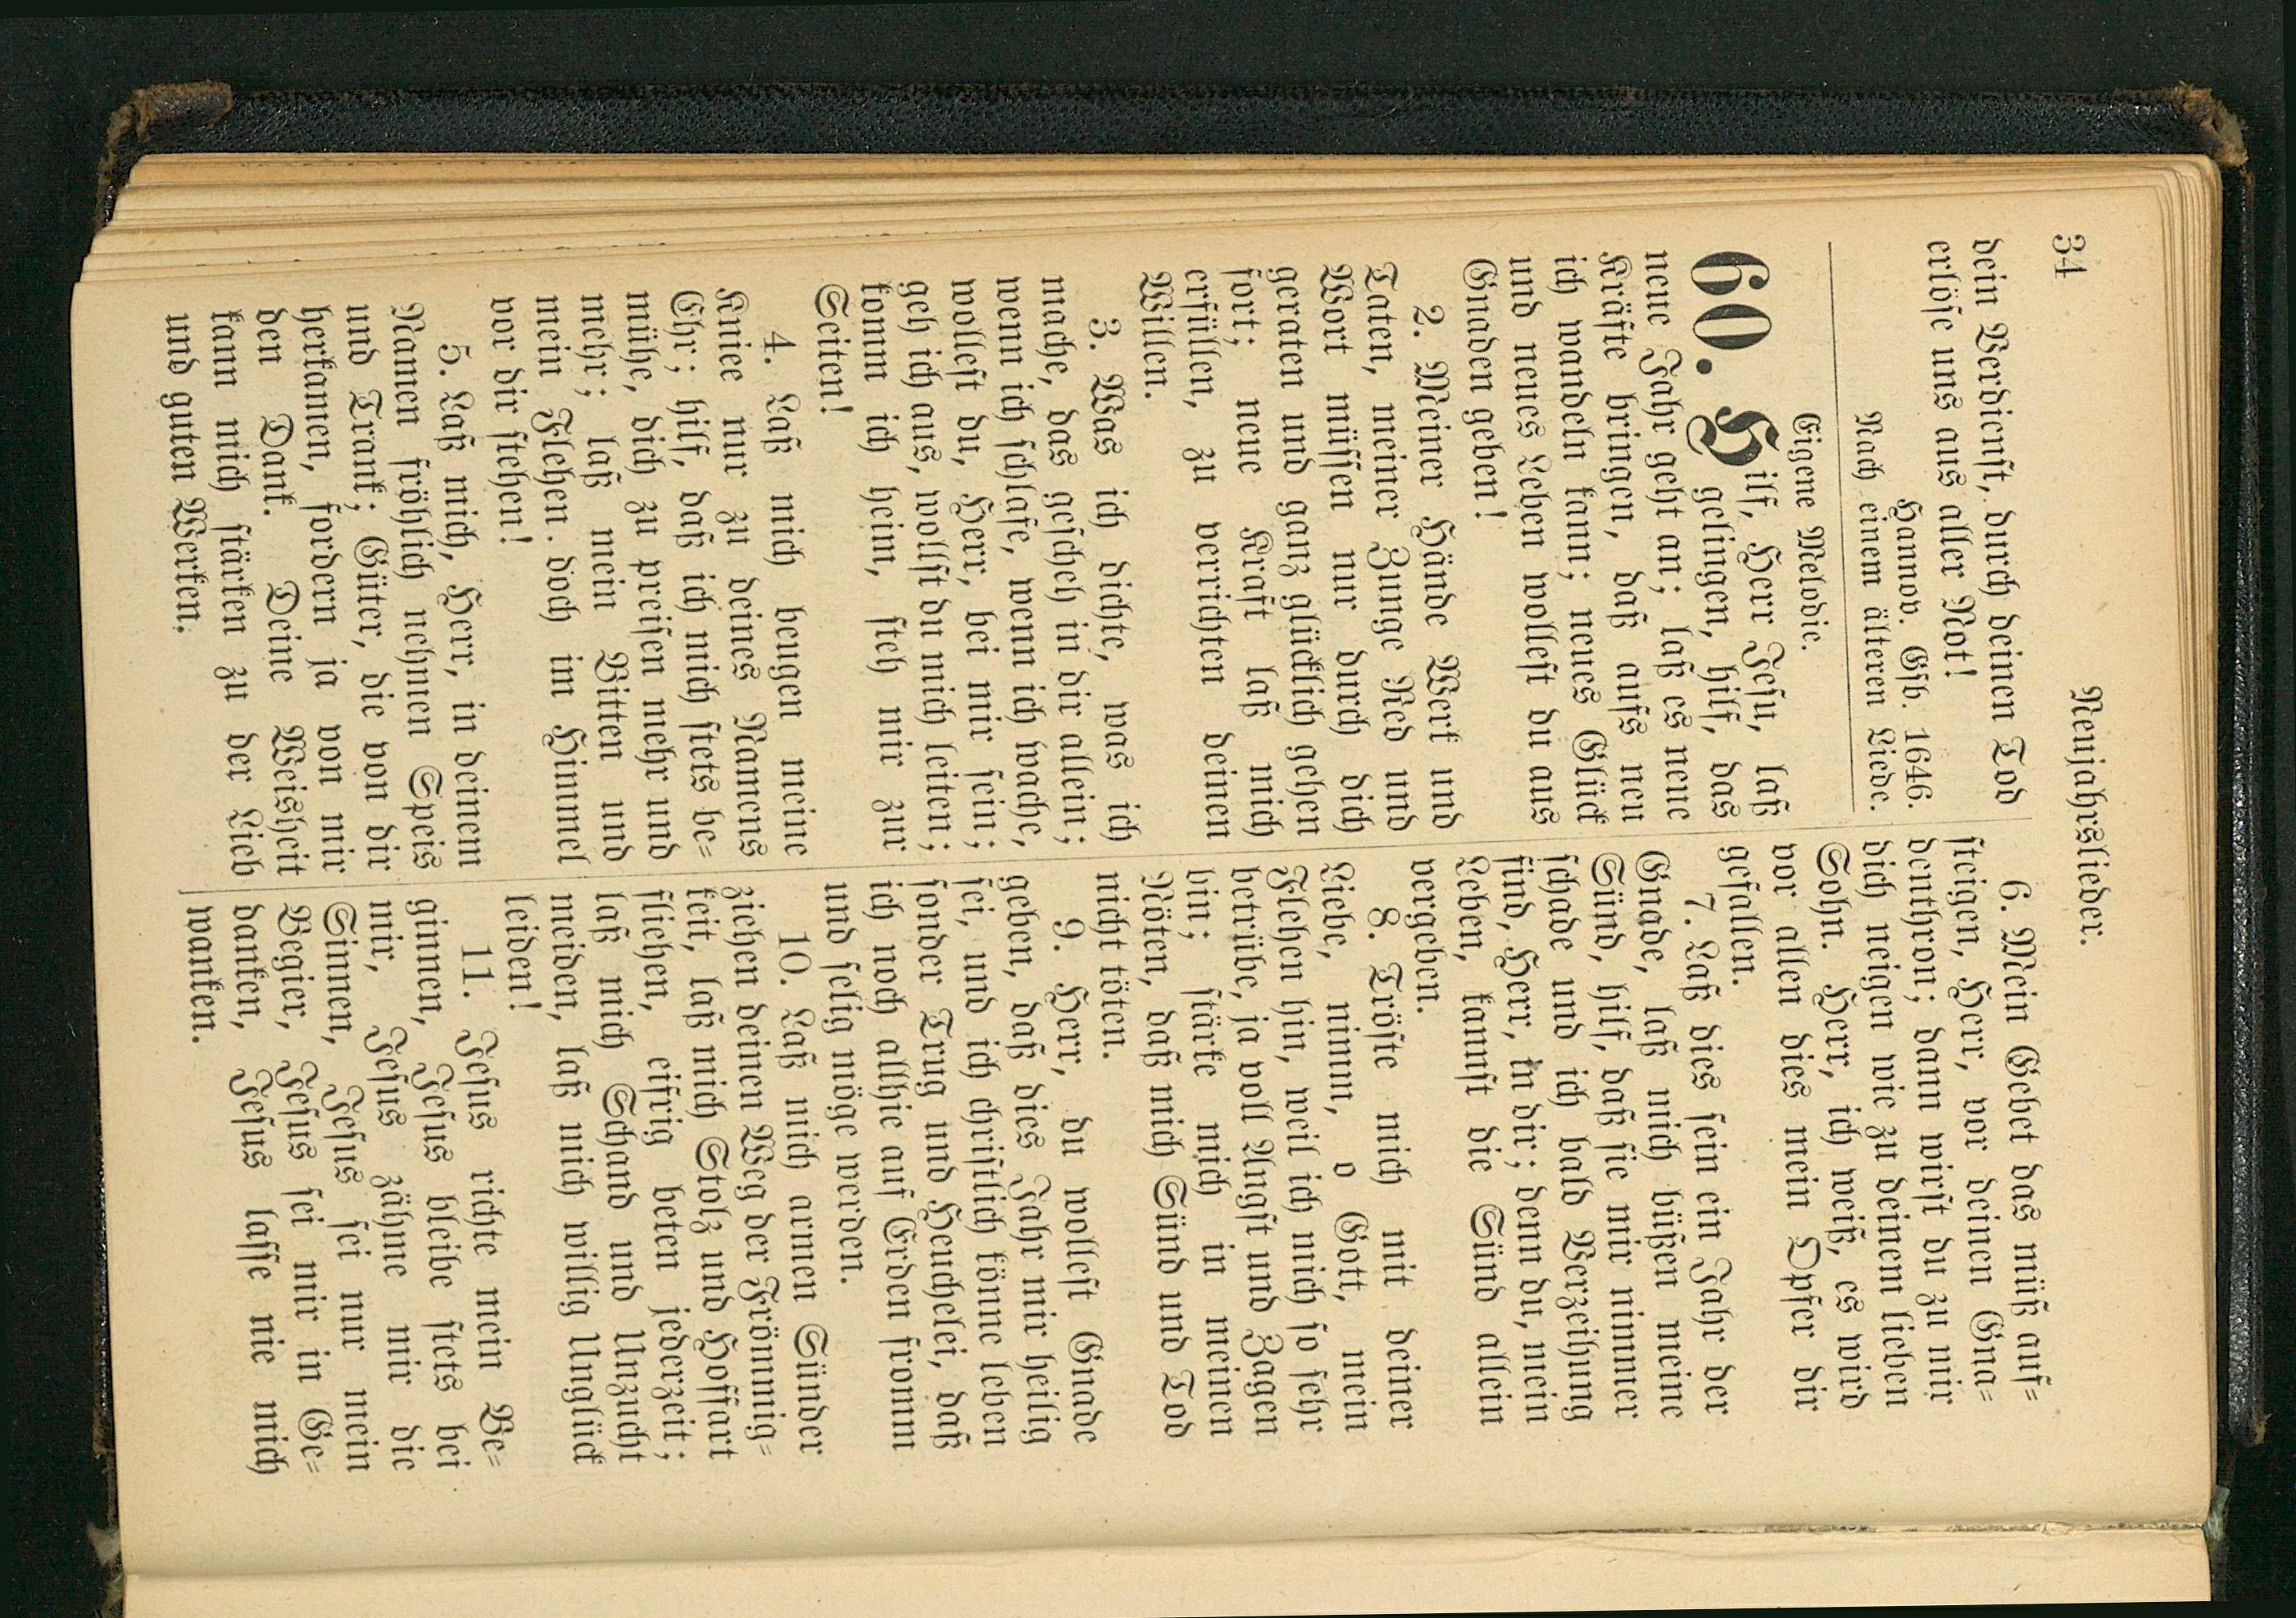 34
Neujahrslieder.
dein Verdienst, durch deinen Tod
erlöse uns aus aller Not!
Hannov. Gsb. 1646.
Nach einem älteren Liede.
Eigene Melodie.
60. Hilf, Herr Jesu, laß
gelingen, hilf, das
neue Jahr geht an; laß es neue
Kräfte bringen, daß aufs neu
ich wandeln kann; neues Glück
und neues Leben wollest du aus
Gnaden geben!
2. Meiner Hände Werk und
Taten, meiner Zunge Red und
Wort müssen nur durch dich
geraten und ganz glücklich gehen
fort; neue Kraft laß mich
erfüllen, zu verrichten deinen
Willen.
3. Was ich dichte, was ich
mache, das gescheh in dir allein;
wenn ich schlafe, wenn ich wache,
wollest du, Herr, bei mir sein;
geh ich aus, wollst du mich leiten;
komm ich heim, steh mir zur
Seiten!
4. Laß mich beugen meine
Kniee nur zu deines Namens
Ehr; hilf, daß ich mich stets be=
mühe, dich zu preisen mehr und
mehr; laß mein Bitten und
mein Flehen doch im Himmel
vor dir stehen!
5. Laß mich, Herr, in deinem
Namen fröhlich nehmen Speis
und Trank; Güter, die von dir
herkamen, fordern ja von mir
den Dank. Deine Weisheit
kann mich stärken zu der Lieb
und guten Werken.
6. Mein Gebet das müß auf=
steigen, Herr, vor deinen Gna=
denthron; dann wirst du zu mir
dich neigen wie zu deinem lieben
Sohn. Herr, ich weiß, es wird
vor allen dies mein Opfer dir
gefallen.
7. Laß dies sein ein Jahr der
Gnade, laß mich büßen meine
Sünd, hilf, daß sie mir nimmer
schade und ich bald Verzeihung
find, Herr, in dir; denn du, mein
Leben, kannst die Sünd allein
vergeben.
8. Tröste mich mit deiner
Liebe, nimm, o Gott, mein
Flehen hin, weil ich mich so sehr
betrübe, ja voll Angst und Zagen
bin; stärke mich in meinen
Nöten, daß mich Sünd und Tod
nicht töten.
9. Herr, du wollest Gnade
geben, daß dies Jahr mir heilig
sei, und ich christlich könne leben
sonder Trug und Heuchelei, daß
ich noch allhie auf Erden fromm
und selig möge werden.
10. Laß mich armen Sünder
ziehen deinen Weg der Frömmig=
keit, laß mich Stolz und Hoffart
fliehen, eifrig beten jederzeit;
laß mich Schand und Unzucht
meiden, laß mich willig Unglück
leiden!
11. Jesus richte mein Be=
ginnen, Jesus bleibe stets bei
mir, Jesus zähme mir die
Sinnen, Jesus sei nur mein
Begier, Jesus sei mir in Ge=
danken, Jesus lasse nie mich
wanken.